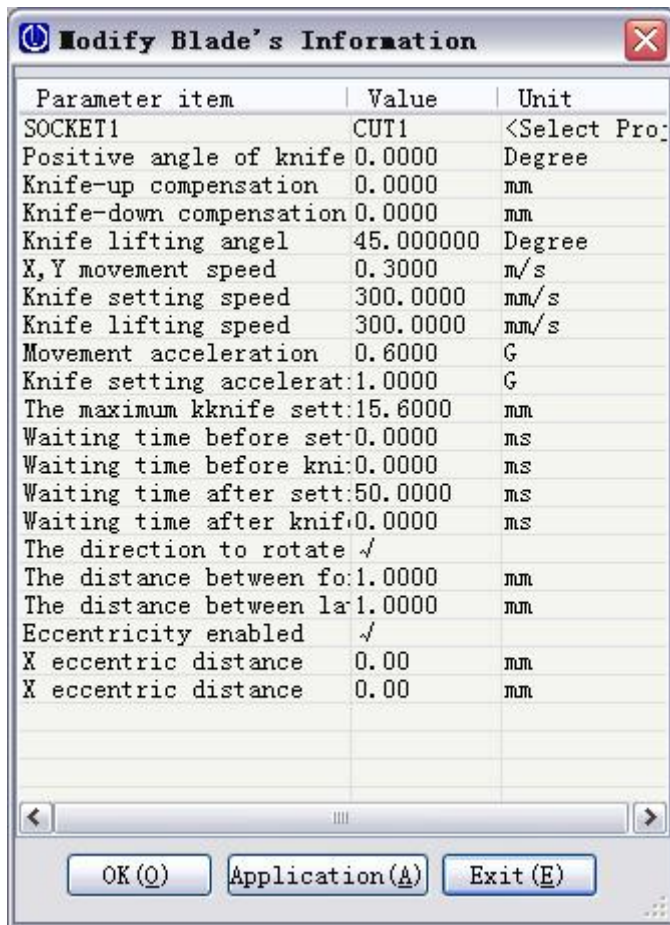 Modify Blade's Information
Parameter item Value Unit
SOCKET1 CUT1 <Select Pro
Positive angle of knife 0.0000 Degree
Knife-up compensation 0.0000 mm
Knife-down compensation 0.0000 mm
Knife lifting angel 45.000000 Degree
X,Y movement speed 0.3000 m/s
Knife setting speed 300.0000 mm/s
Knife lifting speed 300.0000 mm/s
Movement acceleration 0.6000 G
Knife setting accelerat 1.0000 G
The maximum kknife sett 15.6000 mm
Waiting time before set 0.0000 ms
Waiting time before kni 0.0000 ms
Waiting time after sett 50.0000 ms
Waiting time after knif 0.0000 ms
The direction to rotate √
The distance between fo 1.0000 mm
The distance between la 1.0000 mm
Eccentricity enabled √
X eccentric distance 0.00 mm
X eccentric distance 0.00 mm
OK(O) Application(A) Exit(E)